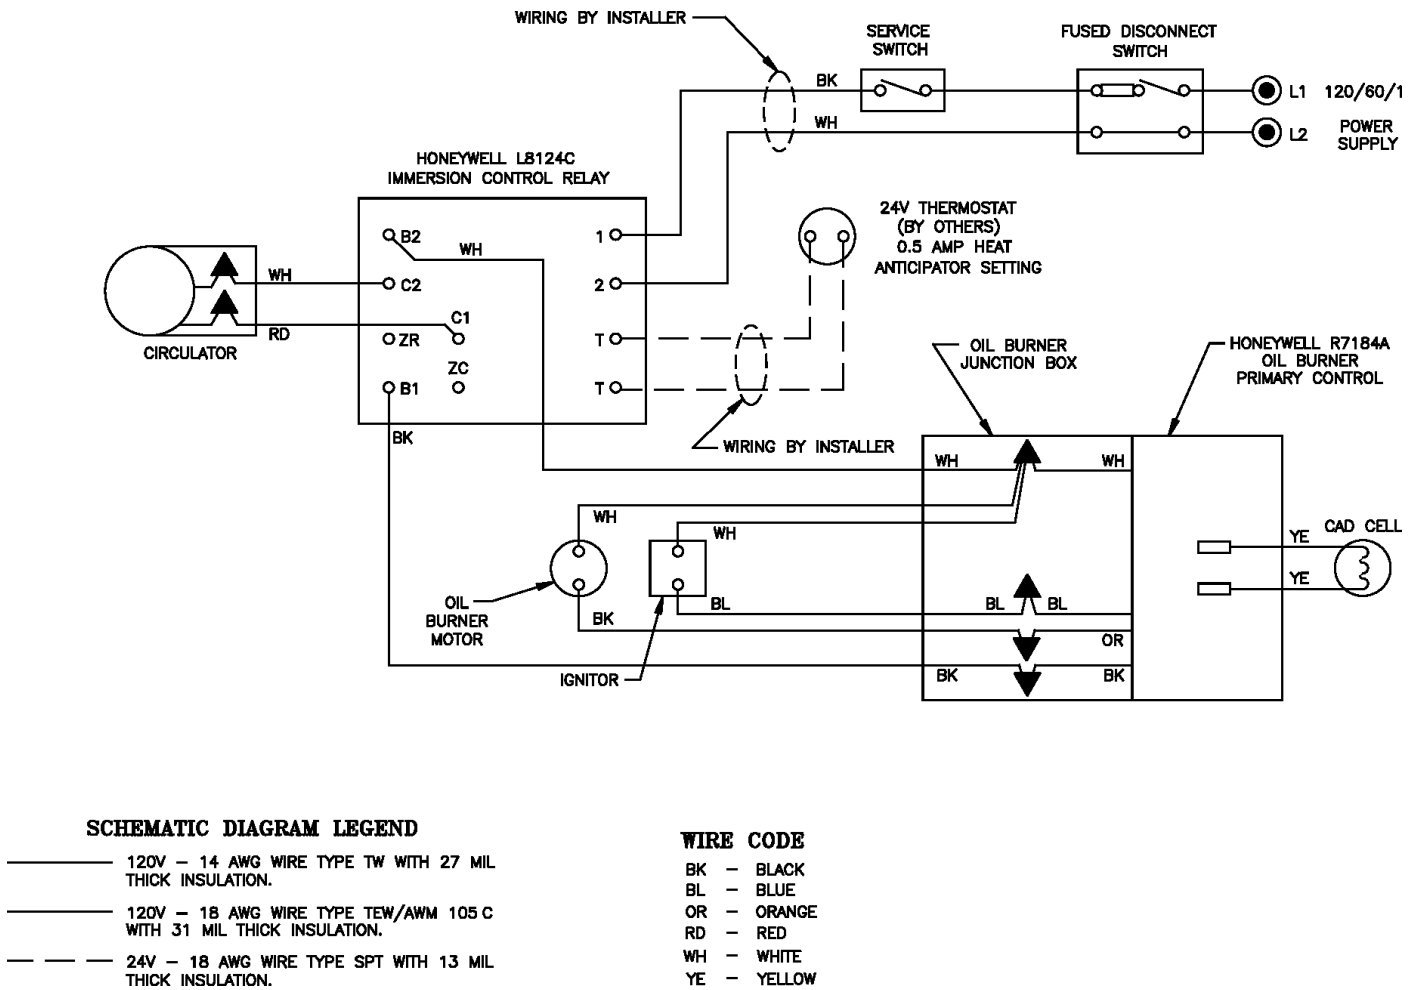 WIRING BY INSTALLER
SERVICE
SWITCH
FUSED DISCONNECT
SWITCH
BK
L1 120/60/1
WH
L2 POWER
SUPPLY
HONEYWELL L8124C
IMMERSION CONTROL RELAY
24V THERMOSTAT
(BY OTHERS)
0.5 AMP HEAT
ANTICIPATOR SETTING
B2
WH
1
WH
C2
2
RD
C1
ZR
T
CIRCULATOR
ZC
B1
T
BK
WIRING BY INSTALLER
OIL BURNER
JUNCTION BOX
HONEYWELL R7184A
OIL BURNER
PRIMARY CONTROL
WH
WH
WH
WH
YE
CAD CELL
YE
OIL
BURNER
MOTOR
BL
BL
BL
BK
OR
IGNITOR
BK
BK
SCHEMATIC DIAGRAM LEGEND
120V - 14 AWG WIRE TYPE TW WITH 27 MIL
THICK INSULATION.
120V - 18 AWG WIRE TYPE TEW/AWM 105 C
WITH 31 MIL THICK INSULATION.
24V - 18 AWG WIRE TYPE SPT WITH 13 MIL
THICK INSULATION.
WIRE CODE
BK - BLACK
BL - BLUE
OR - ORANGE
RD - RED
WH - WHITE
YE - YELLOW